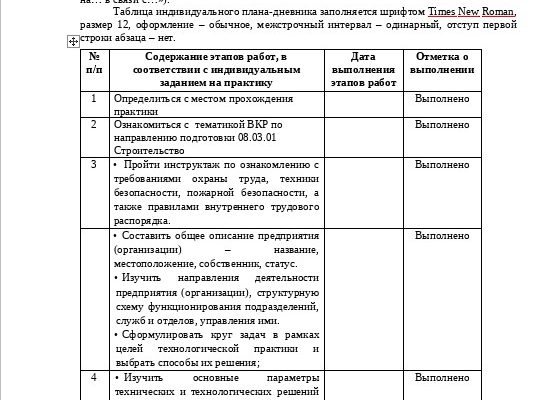 Таблица индивидуального плана-дневника заполняется шрифтом Times New Roman,
размер 12, оформление – обычное, межстрочный интервал – одинарный, отступ первой
строки абзаца – нет.
№ п/п
Содержание этапов работ, в
соответствии с индивидуальным
заданием на практику
Дата
выполнения
этапов работ
Отметка о
выполнении
1
Определиться с местом прохождения
практики
Выполнено
2
Ознакомиться с тематикой ВКР по
направлению подготовки 08.03.01
Строительство
Выполнено
3
• Пройти инструктаж по ознакомлению с
требованиями охраны труда, техники
безопасности, пожарной безопасности, а
также правилами внутреннего трудового
распорядка.
Выполнено
• Составить общее описание предприятия
(организации) – название,
местоположение, собственник, статус.
• Изучить направления деятельности
предприятия (организации), структурную
схему функционирования подразделений,
служб и отделов, управления ими.
• Сформулировать круг задач в рамках
целей технологической практики и
выбрать способы их решения;
Выполнено
4
• Изучить основные параметры
технических и технологических решений
Выполнено